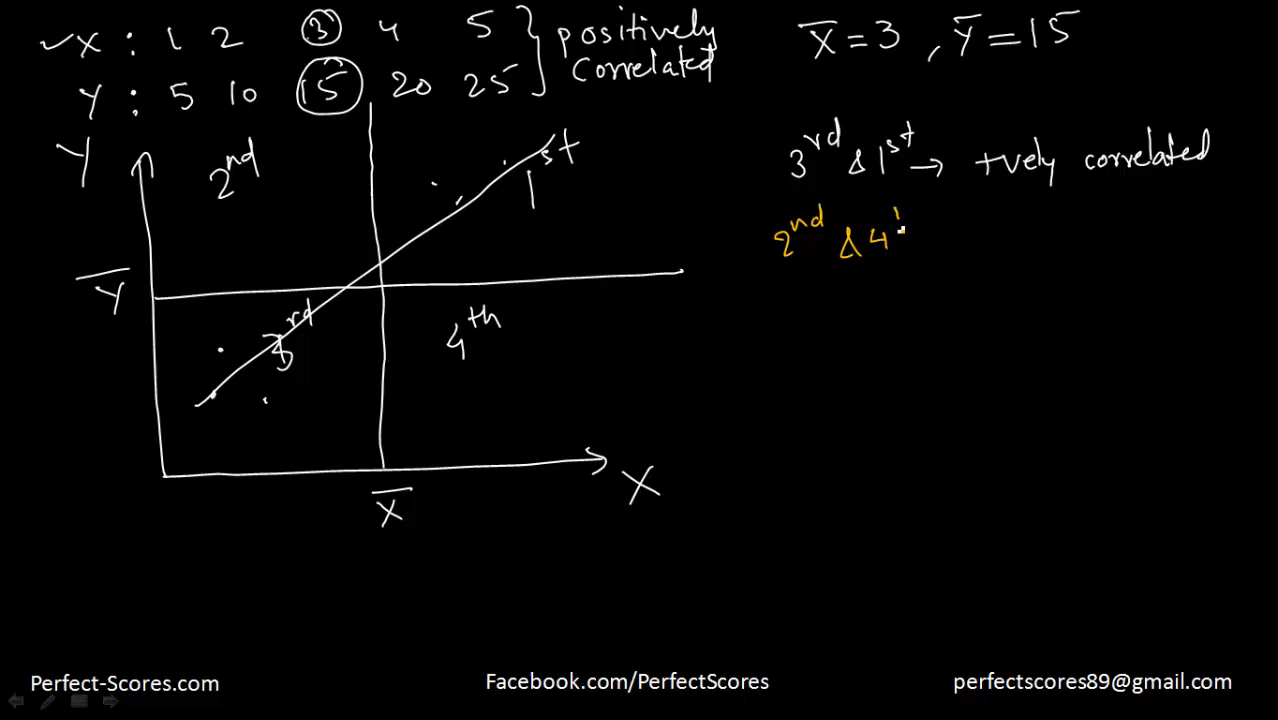 X : 1 2 3 4 5 positively
Y : 5 10 15 20 25 Correlated
X̅ = 3 , Y̅ = 15
3rd & 1st → +vely correlated
2nd & 4
Y
2nd
1st
Y̅
3rd
4th
X̅
X
Perfect-Scores.com
Facebook.com/PerfectScores
perfectscores89@gmail.com